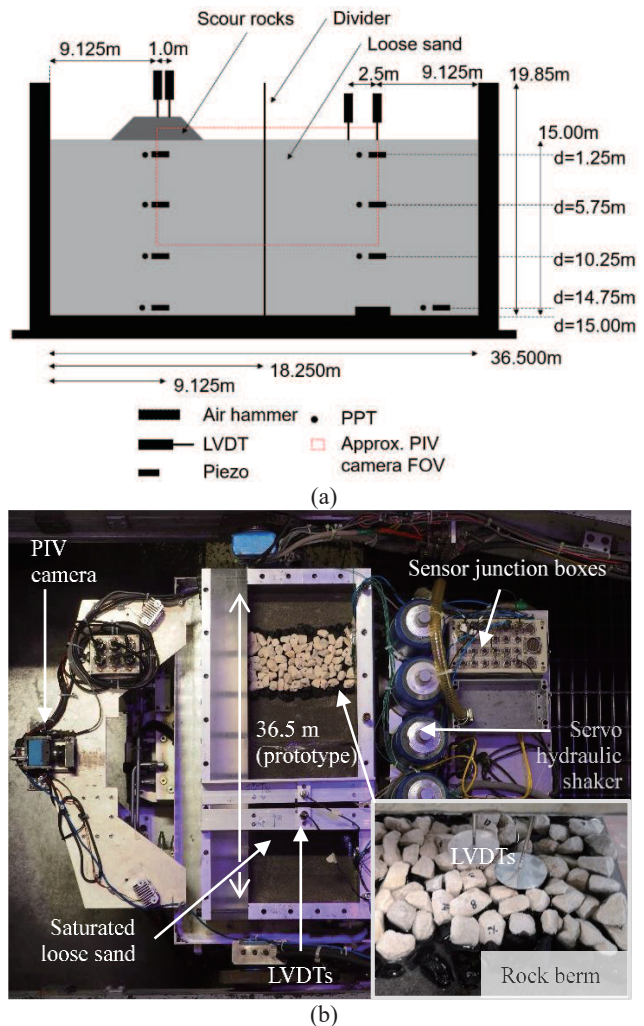 Scour rocks
Divider
Loose sand
9.125m
1.0m
2.5m
9.125m
19.85m
15.00m
d=1.25m
d=5.75m
d=10.25m
d=14.75m
d=15.00m
36.500m
18.250m
9.125m
Air hammer
PPT
LVDT
Approx. PIV
camera FOV
Piezo
(a)
PIV
camera
Sensor junction boxes
36.5 m
(prototype)
Servo
hydraulic
shaker
LVDTs
Saturated
loose sand
LVDTs
Rock berm
(b)